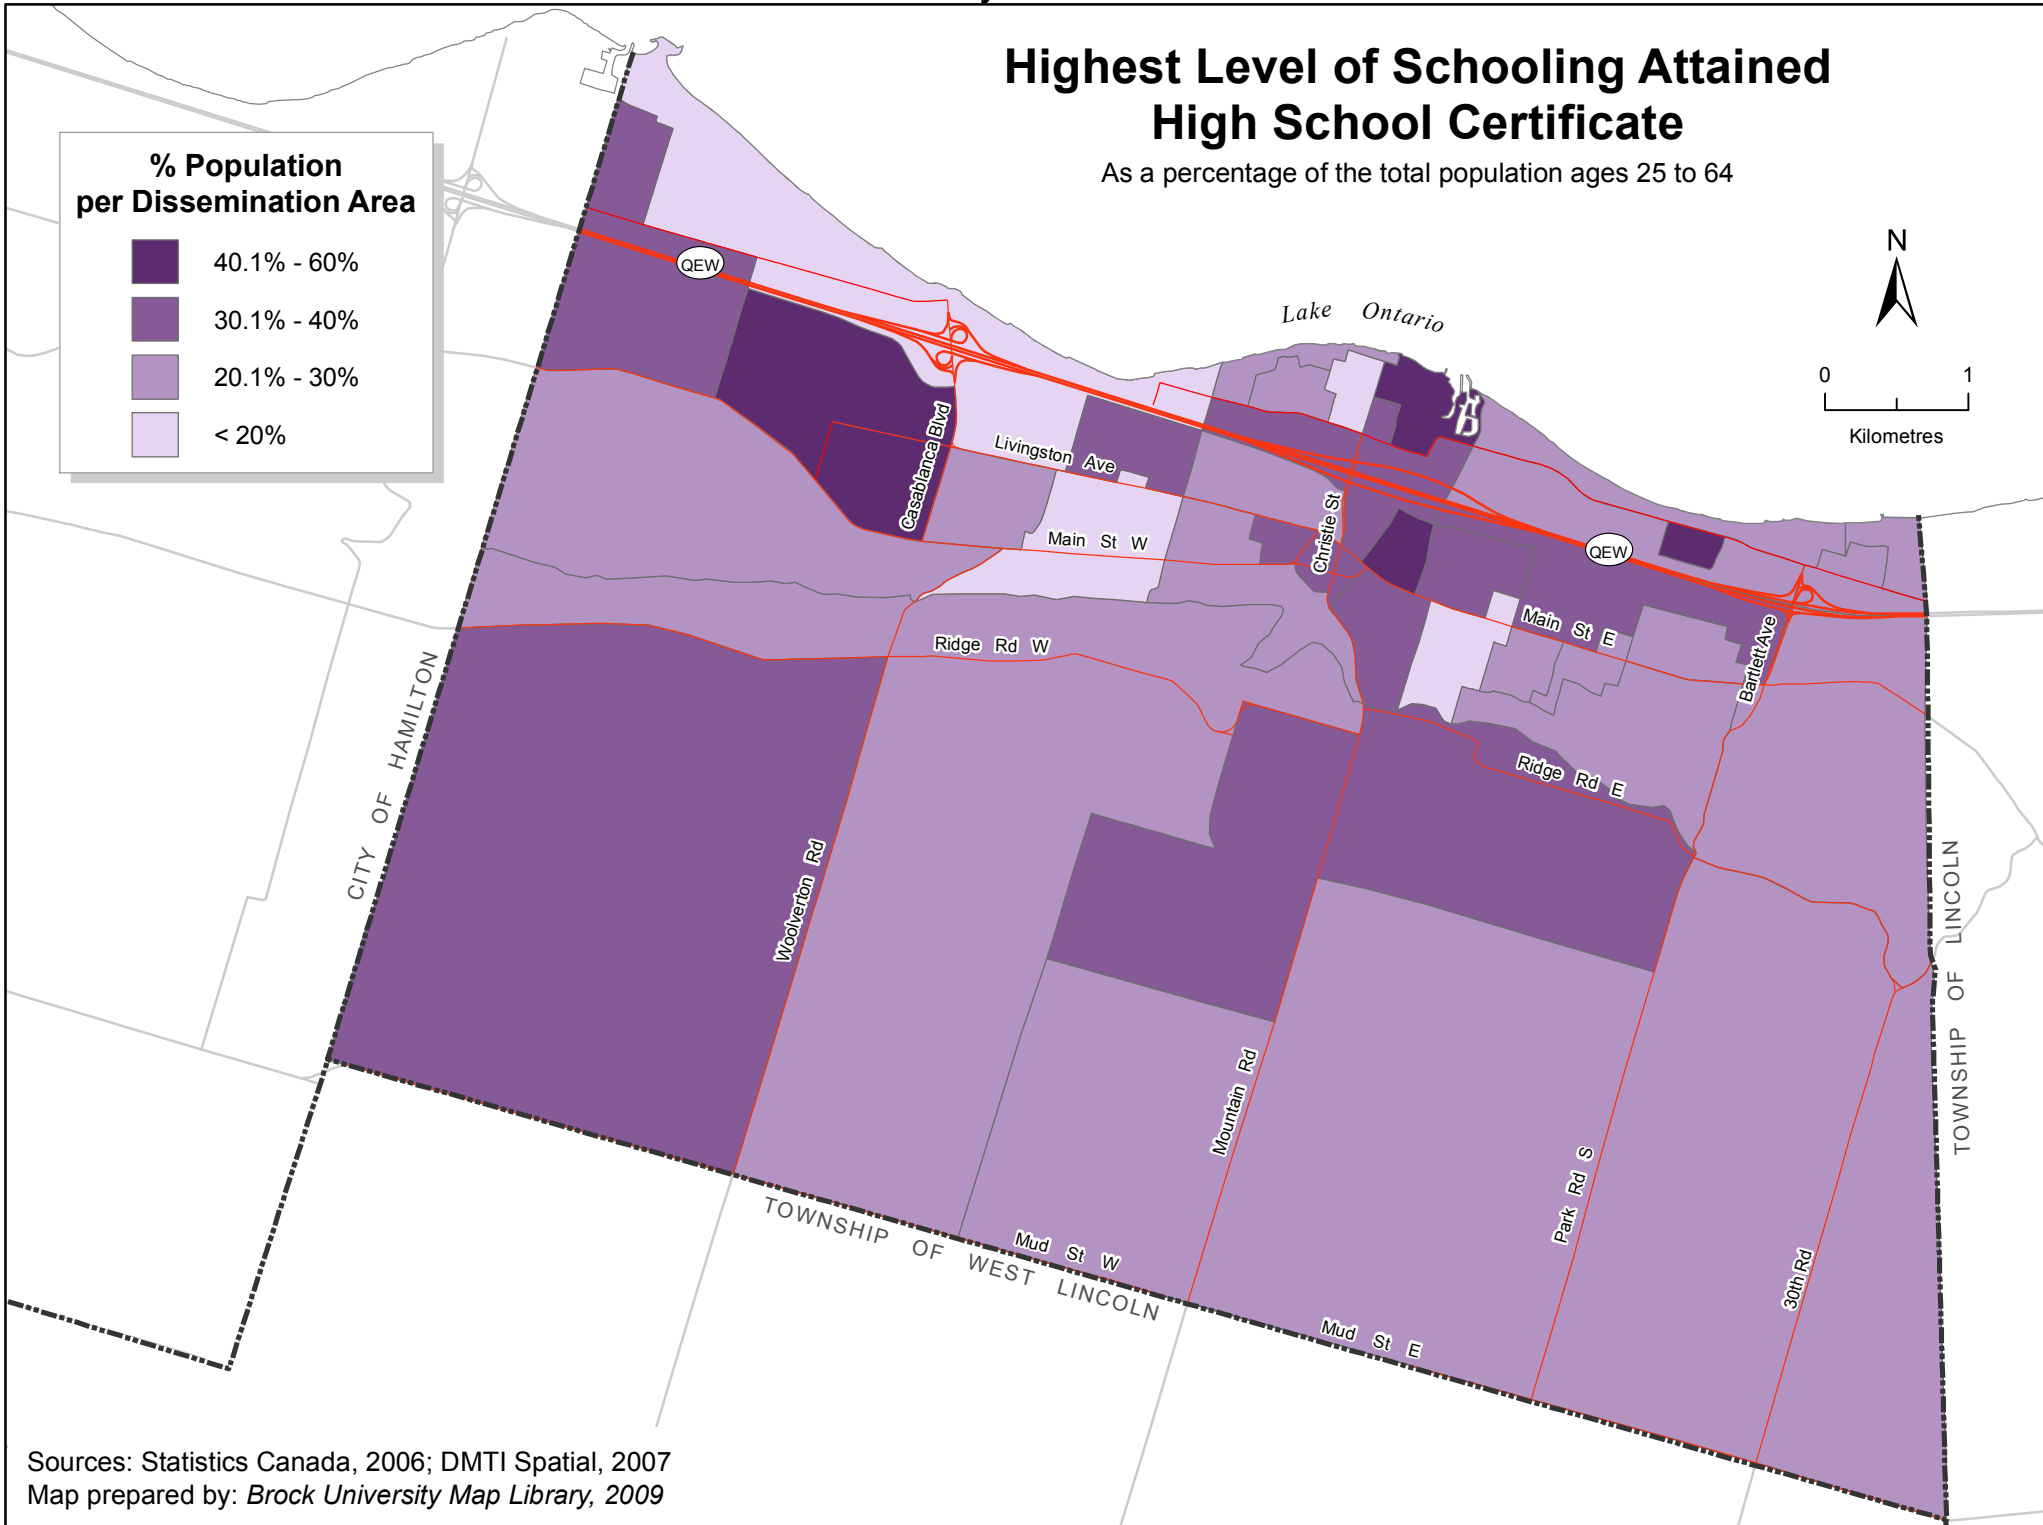 Highest Level of Schooling Attained
High School Certificate
As a percentage of the total population ages 25 to 64
% Population
per Dissemination Area
40.1% - 60%
30.1% - 40%
20.1% - 30%
< 20%
N
0 1
Kilometres
Lake Ontario
QEW
QEW
Casablanca Blvd
Livingston Ave
Main St W
Christie St
Main St E
Bartlett Ave
Ridge Rd W
Ridge Rd E
Woolverton Rd
Mountain Rd
Park Rd S
30th Rd
Mud St W
Mud St E
CITY OF HAMILTON
TOWNSHIP OF WEST LINCOLN
TOWNSHIP OF LINCOLN
Sources: Statistics Canada, 2006; DMTI Spatial, 2007
Map prepared by: Brock University Map Library, 2009